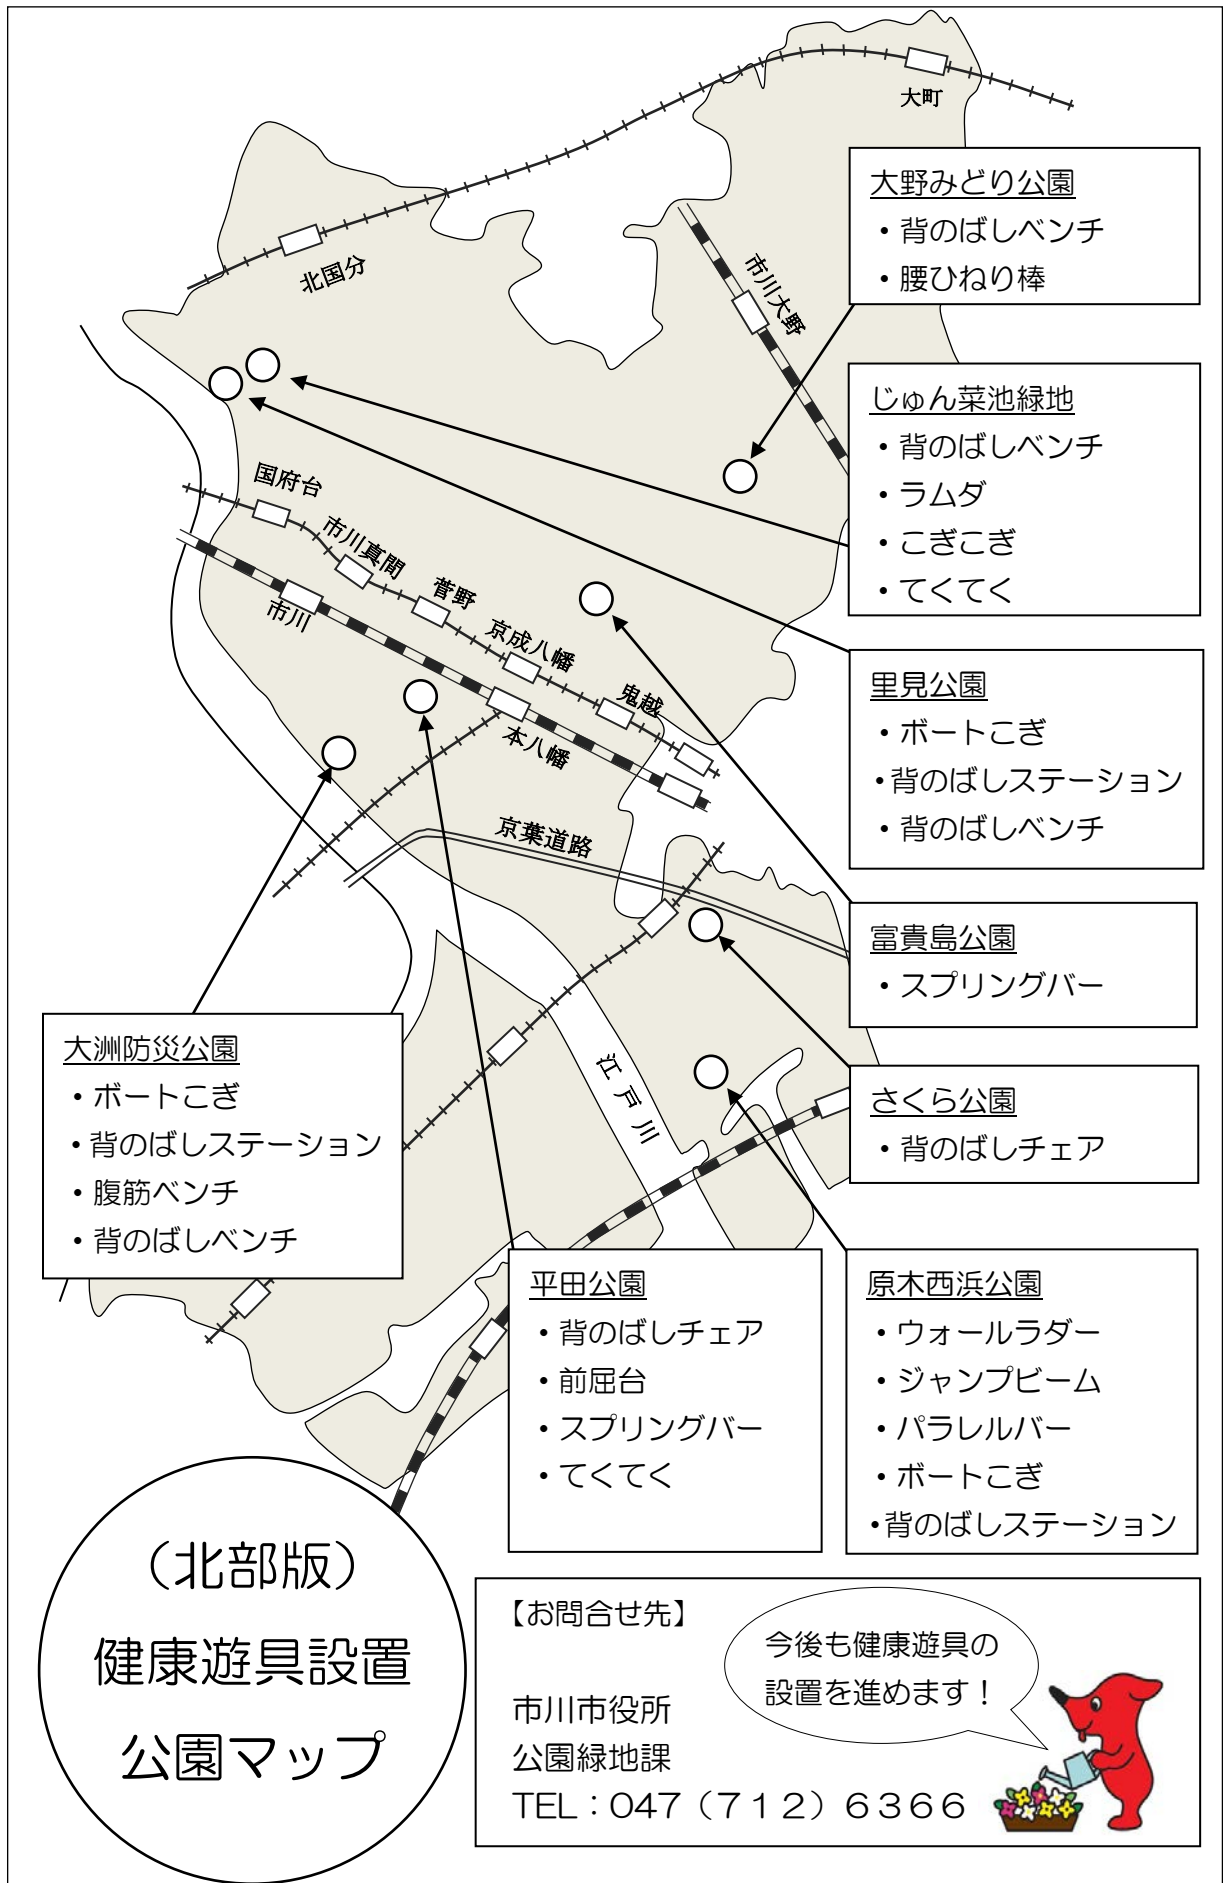 大町
北国分
市川大野
大野みどり公園
・背のばしベンチ
・腰ひねり棒
じゅん菜池緑地
・背のばしベンチ
・ラムダ
・こぎこぎ
・てくてく
国府台
市川真間
菅野
京成八幡
鬼越
市川
本八幡
京葉道路
江戸川
里見公園
・ボートこぎ
・背のばしステーション
・背のばしベンチ
富貴島公園
・スプリングバー
さくら公園
・背のばしチェア
大洲防災公園
・ボートこぎ
・背のばしステーション
・腹筋ベンチ
・背のばしベンチ
平田公園
・背のばしチェア
・前屈台
・スプリングバー
・てくてく
原木西浜公園
・ウォールラダー
・ジャンプビーム
・パラレルバー
・ボートこぎ
・背のばしステーション
（北部版）
健康遊具設置
公園マップ
【お問合せ先】
市川市役所
公園緑地課
TEL：047（712）6366
今後も健康遊具の
設置を進めます！